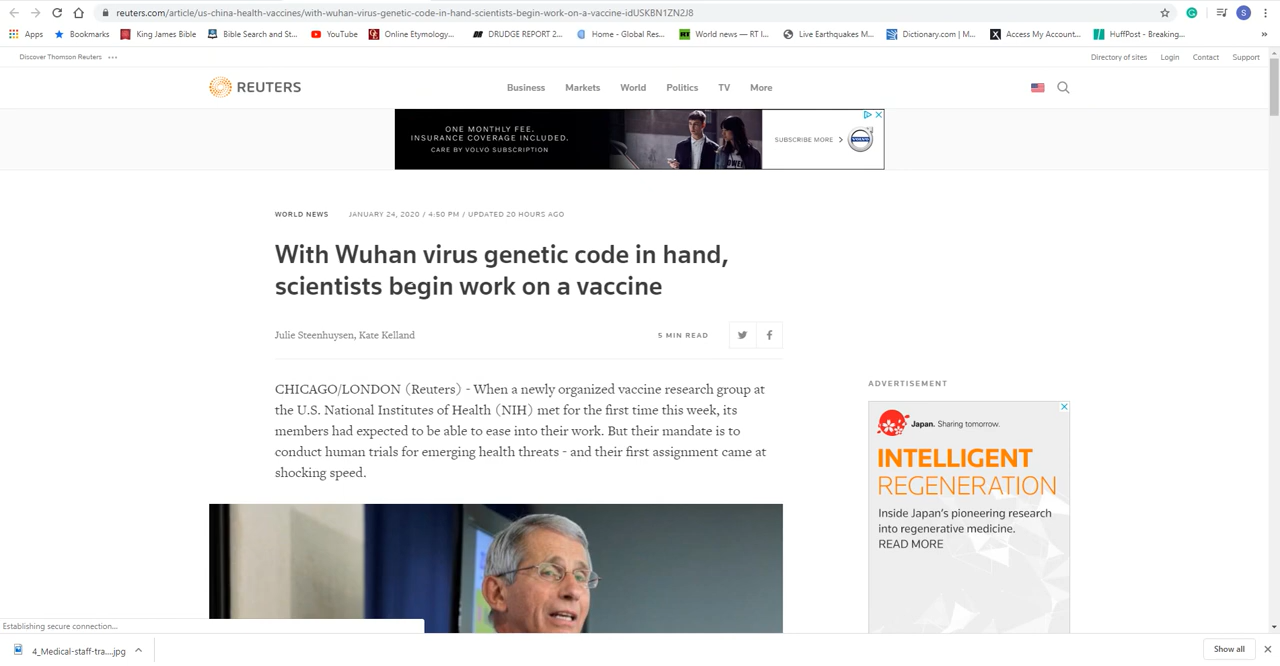 reuters.com/article/us-china-health-vaccines/with-wuhan-virus-genetic-code-in-hand-scientists-begin-work-on-a-vaccine-idUSKBN1ZN2J8
S
Apps Bookmarks King James Bible Bible Search and St... YouTube Online Etymology... DRUDGE REPORT 2... Home - Global Res... World news — RT I... Live Earthquakes M... Dictionary.com | M... Access My Account... HuffPost - Breaking... »
Discover Thomson Reuters ••• Directory of sites Login Contact Support
REUTERS Business Markets World Politics TV More
ONE MONTHLY FEE.
INSURANCE COVERAGE INCLUDED.
CARE BY VOLVO SUBSCRIPTION
SUBSCRIBE MORE > VOLVO
WORLD NEWS JANUARY 24, 2020 / 4:50 PM / UPDATED 20 HOURS AGO
With Wuhan virus genetic code in hand,
scientists begin work on a vaccine
Julie Steenhuysen, Kate Kelland 5 MIN READ
CHICAGO/LONDON (Reuters) - When a newly organized vaccine research group at
the U.S. National Institutes of Health (NIH) met for the first time this week, its
members had expected to be able to ease into their work. But their mandate is to
conduct human trials for emerging health threats - and their first assignment came at
shocking speed.
ADVERTISEMENT
Japan. Sharing tomorrow.
INTELLIGENT
REGENERATION
Inside Japan's pioneering research
into regenerative medicine.
READ MORE
Establishing secure connection...
4_Medical-staff-tra....jpg Show all